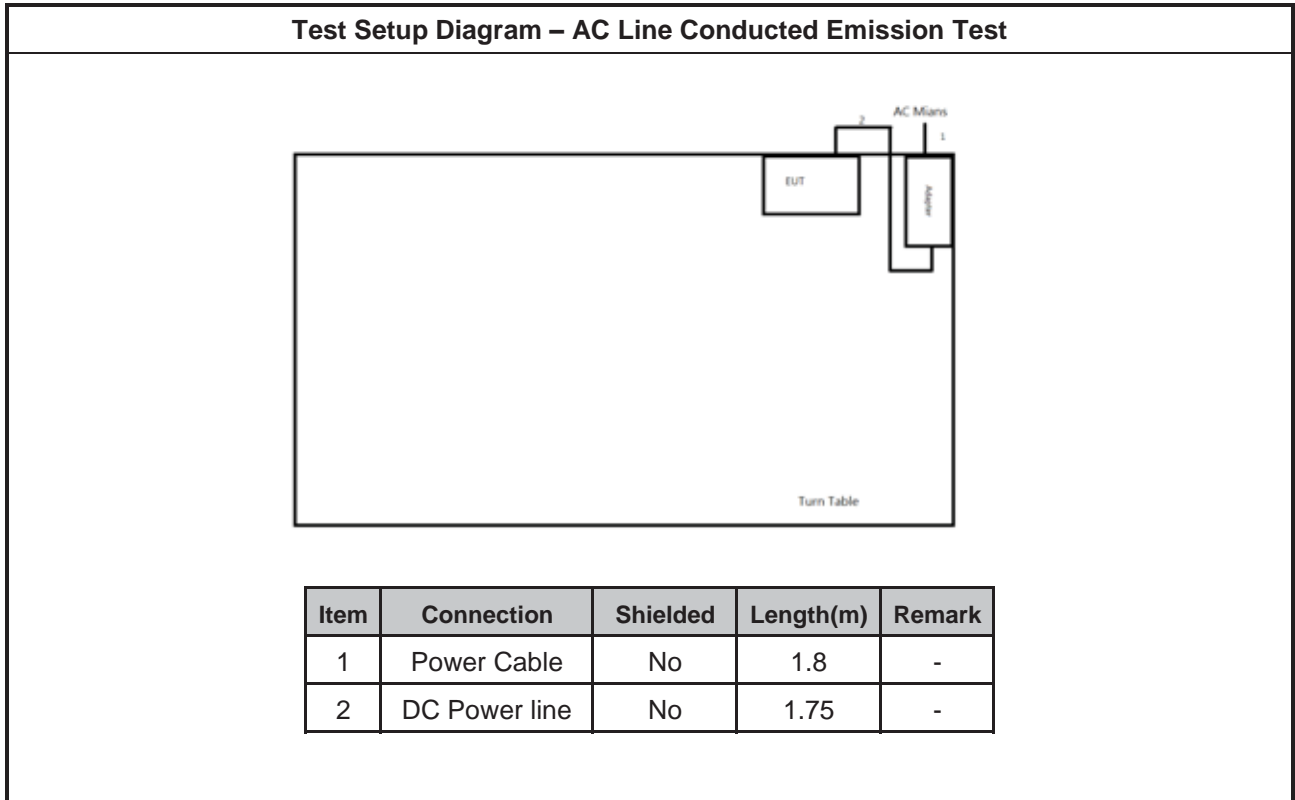 Test Setup Diagram – AC Line Conducted Emission Test
AC Mians
2
1
EUT
Adapter
Turn Table
Item Connection Shielded Length(m) Remark
1 Power Cable No 1.8 -
2 DC Power line No 1.75 -